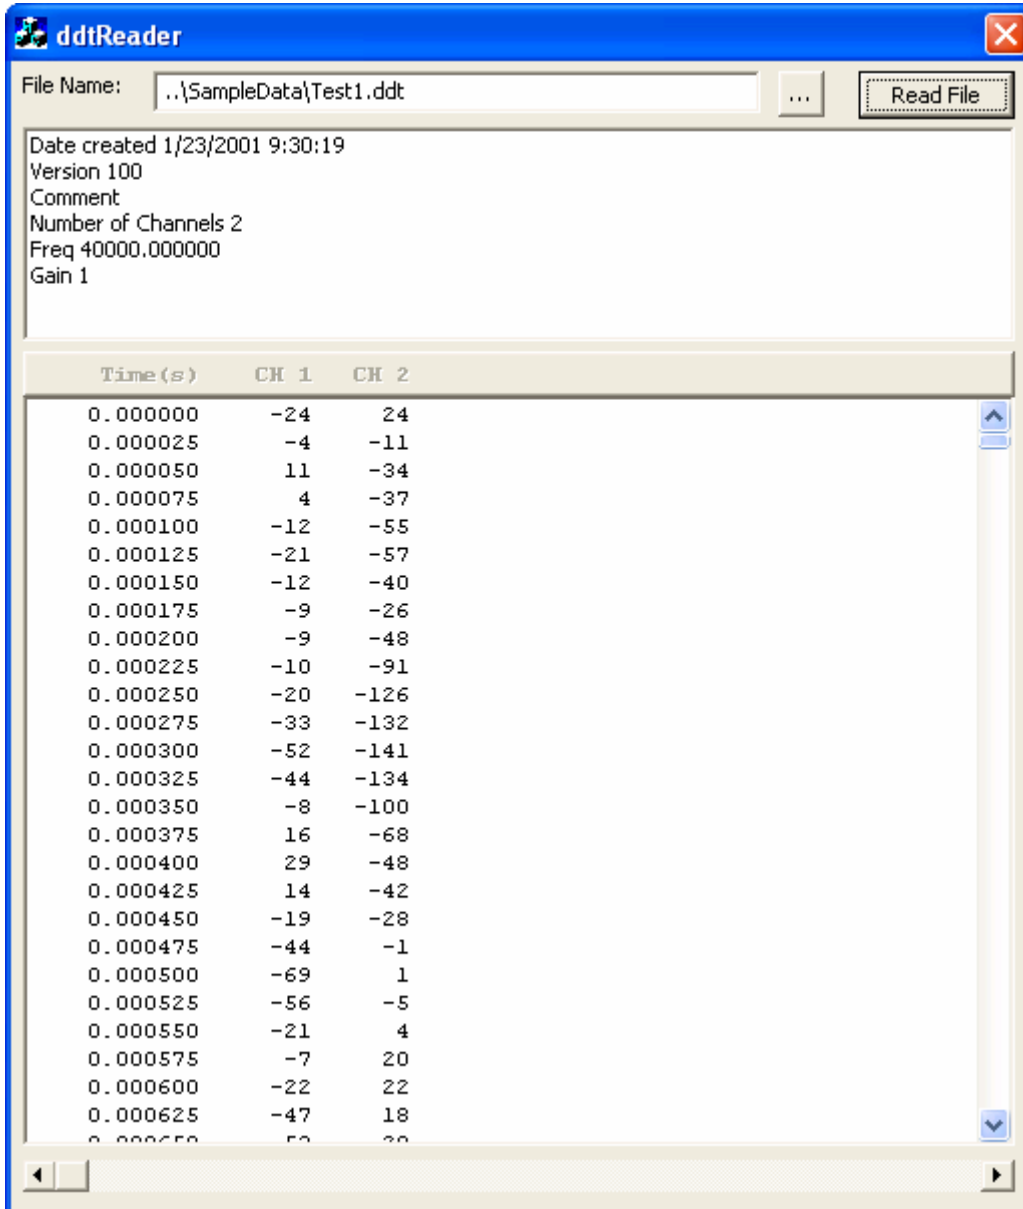 ddtReader
File Name: ..\SampleData\Test1.ddt ... Read File
Date created 1/23/2001 9:30:19
Version 100
Comment
Number of Channels 2
Freq 40000.000000
Gain 1
Time(s) CH 1 CH 2
0.000000 -24 24
0.000025 -4 -11
0.000050 11 -34
0.000075 4 -37
0.000100 -12 -55
0.000125 -21 -57
0.000150 -12 -40
0.000175 -9 -26
0.000200 -9 -48
0.000225 -10 -91
0.000250 -20 -126
0.000275 -33 -132
0.000300 -52 -141
0.000325 -44 -134
0.000350 -8 -100
0.000375 16 -68
0.000400 29 -48
0.000425 14 -42
0.000450 -19 -28
0.000475 -44 -1
0.000500 -69 1
0.000525 -56 -5
0.000550 -21 4
0.000575 -7 20
0.000600 -22 22
0.000625 -47 18